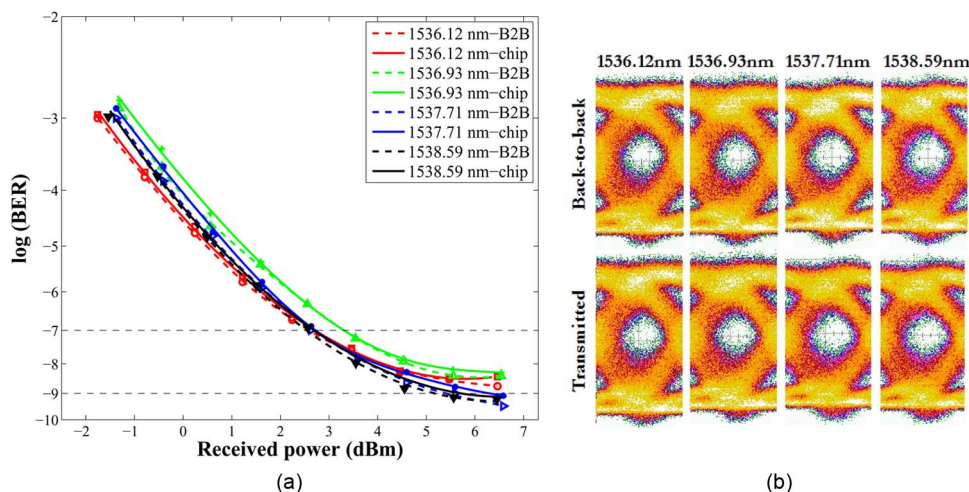 −2
−3
−4
−5
−6
−7
−8
−9
−10
log (BER)
−2 −1 0 1 2 3 4 5 6 7
Received power (dBm)
1536.12 nm−B2B
1536.12 nm−chip
1536.93 nm−B2B
1536.93 nm−chip
1537.71 nm−B2B
1537.71 nm−chip
1538.59 nm−B2B
1538.59 nm−chip
(a)
1536.12nm 1536.93nm 1537.71nm 1538.59nm
Back-to-back
Transmitted
(b)